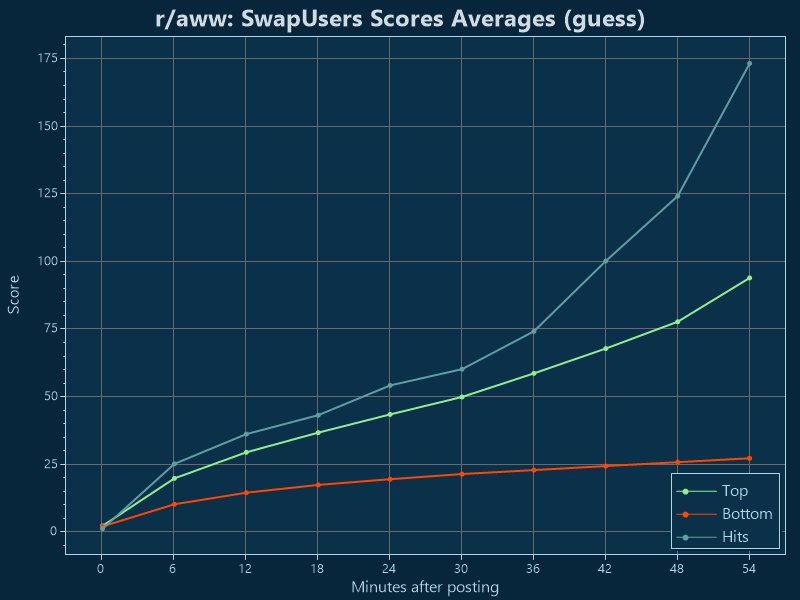 r/aww: SwapUsers Scores Averages (guess)
175
150
125
100
75
50
25
0
Score
0 6 12 18 24 30 36 42 48 54
Minutes after posting
Top
Bottom
Hits